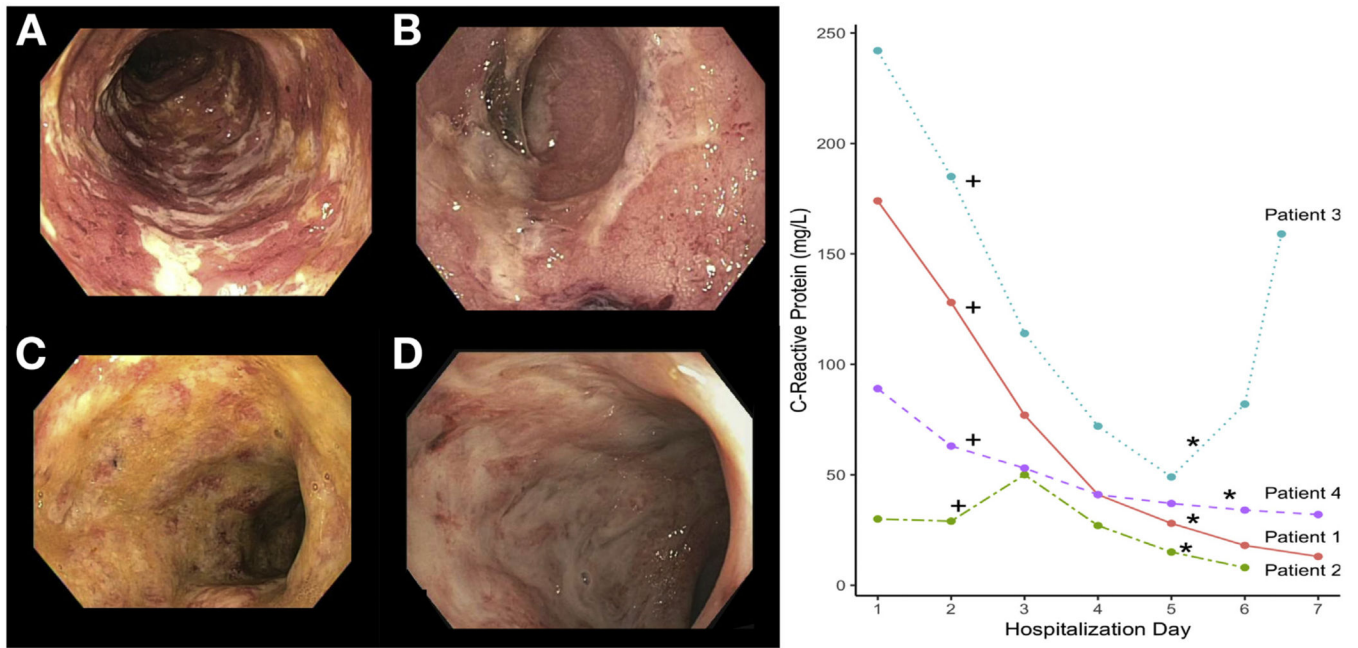 A
B
C
D
C-Reactive Protein (mg/L)
250
200
150
100
50
0
+
+
+
+
*
*
*
*
Patient 3
Patient 4
Patient 1
Patient 2
1 2 3 4 5 6 7
Hospitalization Day